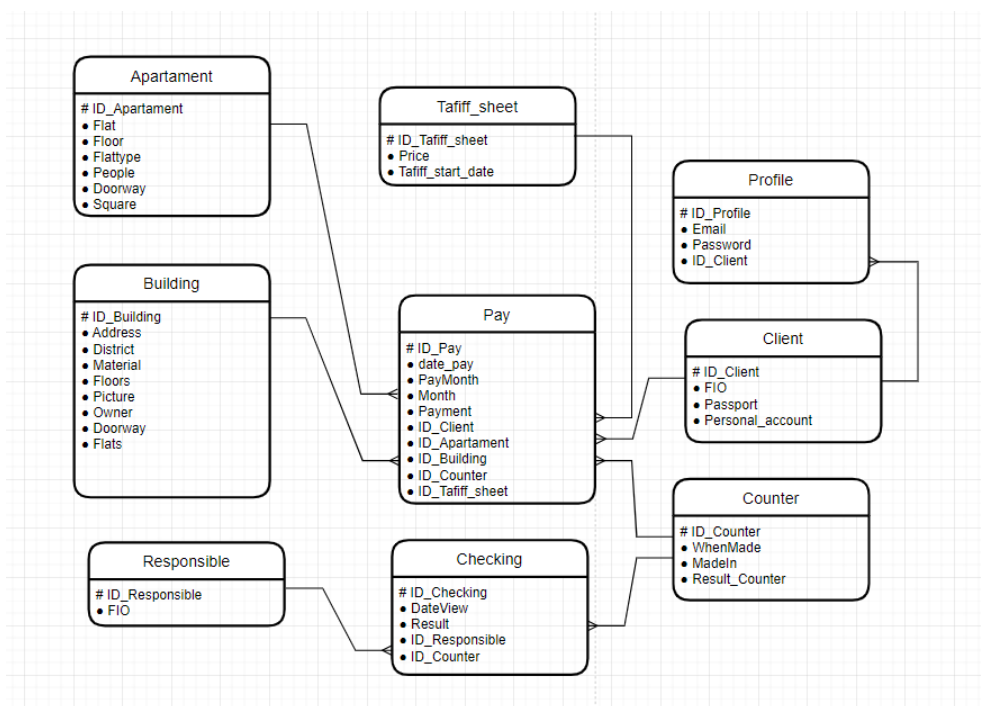 Apartament
# ID_Apartament
● Flat
● Floor
● Flattype
● People
● Doorway
● Square
Tafiff_sheet
# ID_Tafiff_sheet
● Price
● Tafiff_start_date
Profile
# ID_Profile
● Email
● Password
● ID_Client
Building
# ID_Building
● Address
● District
● Material
● Floors
● Picture
● Owner
● Doorway
● Flats
Pay
# ID_Pay
● date_pay
● PayMonth
● Month
● Payment
● ID_Client
● ID_Apartament
● ID_Building
● ID_Counter
● ID_Tafiff_sheet
Client
# ID_Client
● FIO
● Passport
● Personal_account
Counter
# ID_Counter
● WhenMade
● MadeIn
● Result_Counter
Responsible
# ID_Responsible
● FIO
Checking
# ID_Checking
● DateView
● Result
● ID_Responsible
● ID_Counter